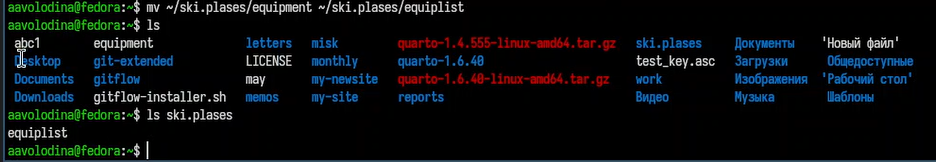 aavolodina@fedora:~$ mv ~/ski.plases/equipment ~/ski.plases/equiplist
aavolodina@fedora:~$ ls
abc1 equipment letters misk quarto-1.4.555-linux-amd64.tar.gz ski.plases Документы 'Новый файл'
Desktop git-extended LICENSE monthly quarto-1.6.40 test_key.asc Загрузки Общедоступные
Documents gitflow may my-newsite quarto-1.6.40-linux-amd64.tar.gz work Изображения 'Рабочий стол'
Downloads gitflow-installer.sh memos my-site reports Видео Музыка Шаблоны
aavolodina@fedora:~$ ls ski.plases
equiplist
aavolodina@fedora:~$